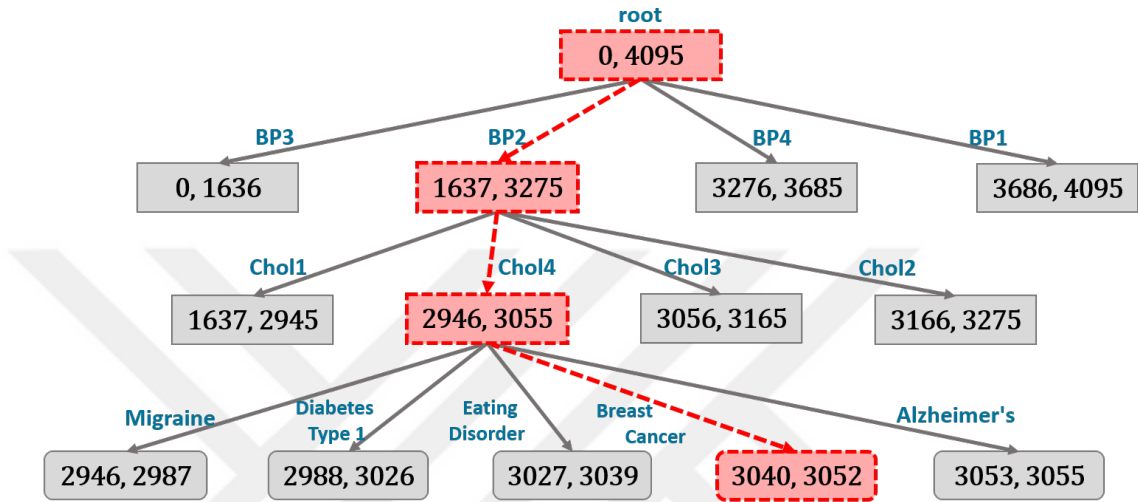 root
0, 4095
BP3
BP2
BP4
BP1
0, 1636
1637, 3275
3276, 3685
3686, 4095
Chol1
Chol4
Chol3
Chol2
1637, 2945
2946, 3055
3056, 3165
3166, 3275
Migraine
Diabetes
Type 1
Eating
Disorder
Breast
Cancer
Alzheimer's
2946, 2987
2988, 3026
3027, 3039
3040, 3052
3053, 3055